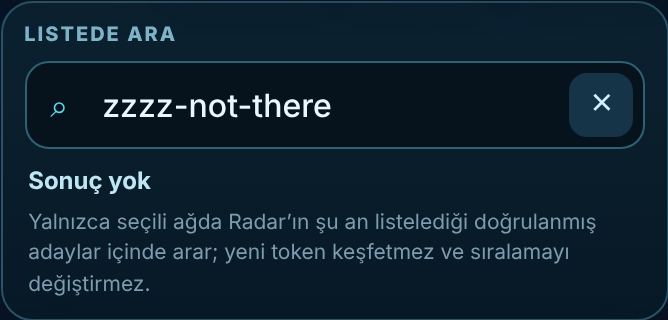 LISTEDE ARA
zzzz-not-there
Sonuç yok
Yalnızca seçili ağda Radar’ın şu an listelediği doğrulanmış
adaylar içinde arar; yeni token keşfetmez ve sıralamayı
değiştirmez.